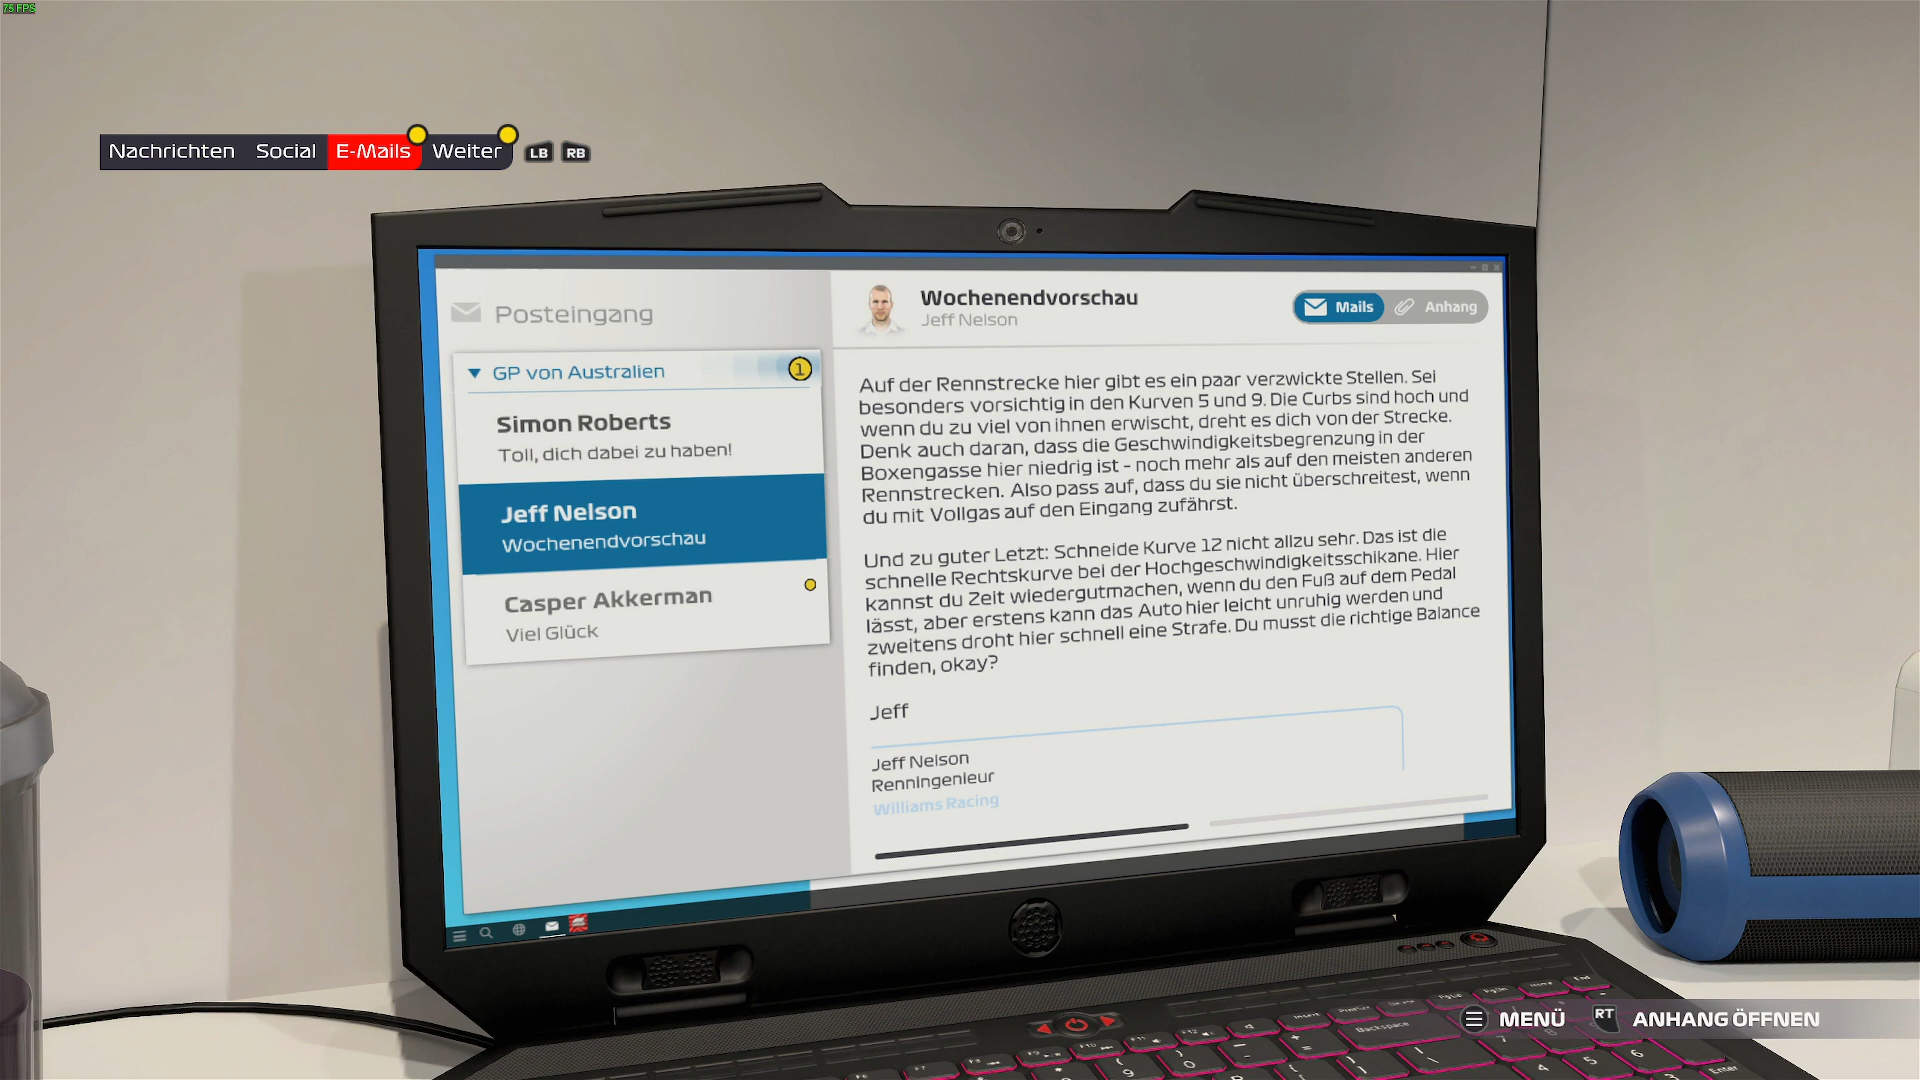 75 FPS
Nachrichten Social E-Mails Weiter LB RB
Posteingang
GP von Australien 1
Simon Roberts
Toll, dich dabei zu haben!
Jeff Nelson
Wochenendvorschau
Casper Akkerman
Viel Glück
Wochenendvorschau
Jeff Nelson
Mails Anhang
Auf der Rennstrecke hier gibt es ein paar verzwickte Stellen. Sei
besonders vorsichtig in den Kurven 5 und 9. Die Curbs sind hoch und
wenn du zu viel von ihnen erwischt, dreht es dich von der Strecke.
Denk auch daran, dass die Geschwindigkeitsbegrenzung in der
Boxengasse hier niedrig ist - noch mehr als auf den meisten anderen
Rennstrecken. Also pass auf, dass du sie nicht überschreitest, wenn
du mit Vollgas auf den Eingang zufährst.
Und zu guter Letzt: Schneide Kurve 12 nicht allzu sehr. Das ist die
schnelle Rechtskurve bei der Hochgeschwindigkeitsschikane. Hier
kannst du Zeit wiedergutmachen, wenn du den Fuß auf dem Pedal
lässt, aber erstens kann das Auto hier leicht unruhig werden und
zweitens droht hier schnell eine Strafe. Du musst die richtige Balance
finden, okay?
Jeff
Jeff Nelson
Renningenieur
Williams Racing
Backspace
Enter
MENÜ RT ANHANG ÖFFNEN